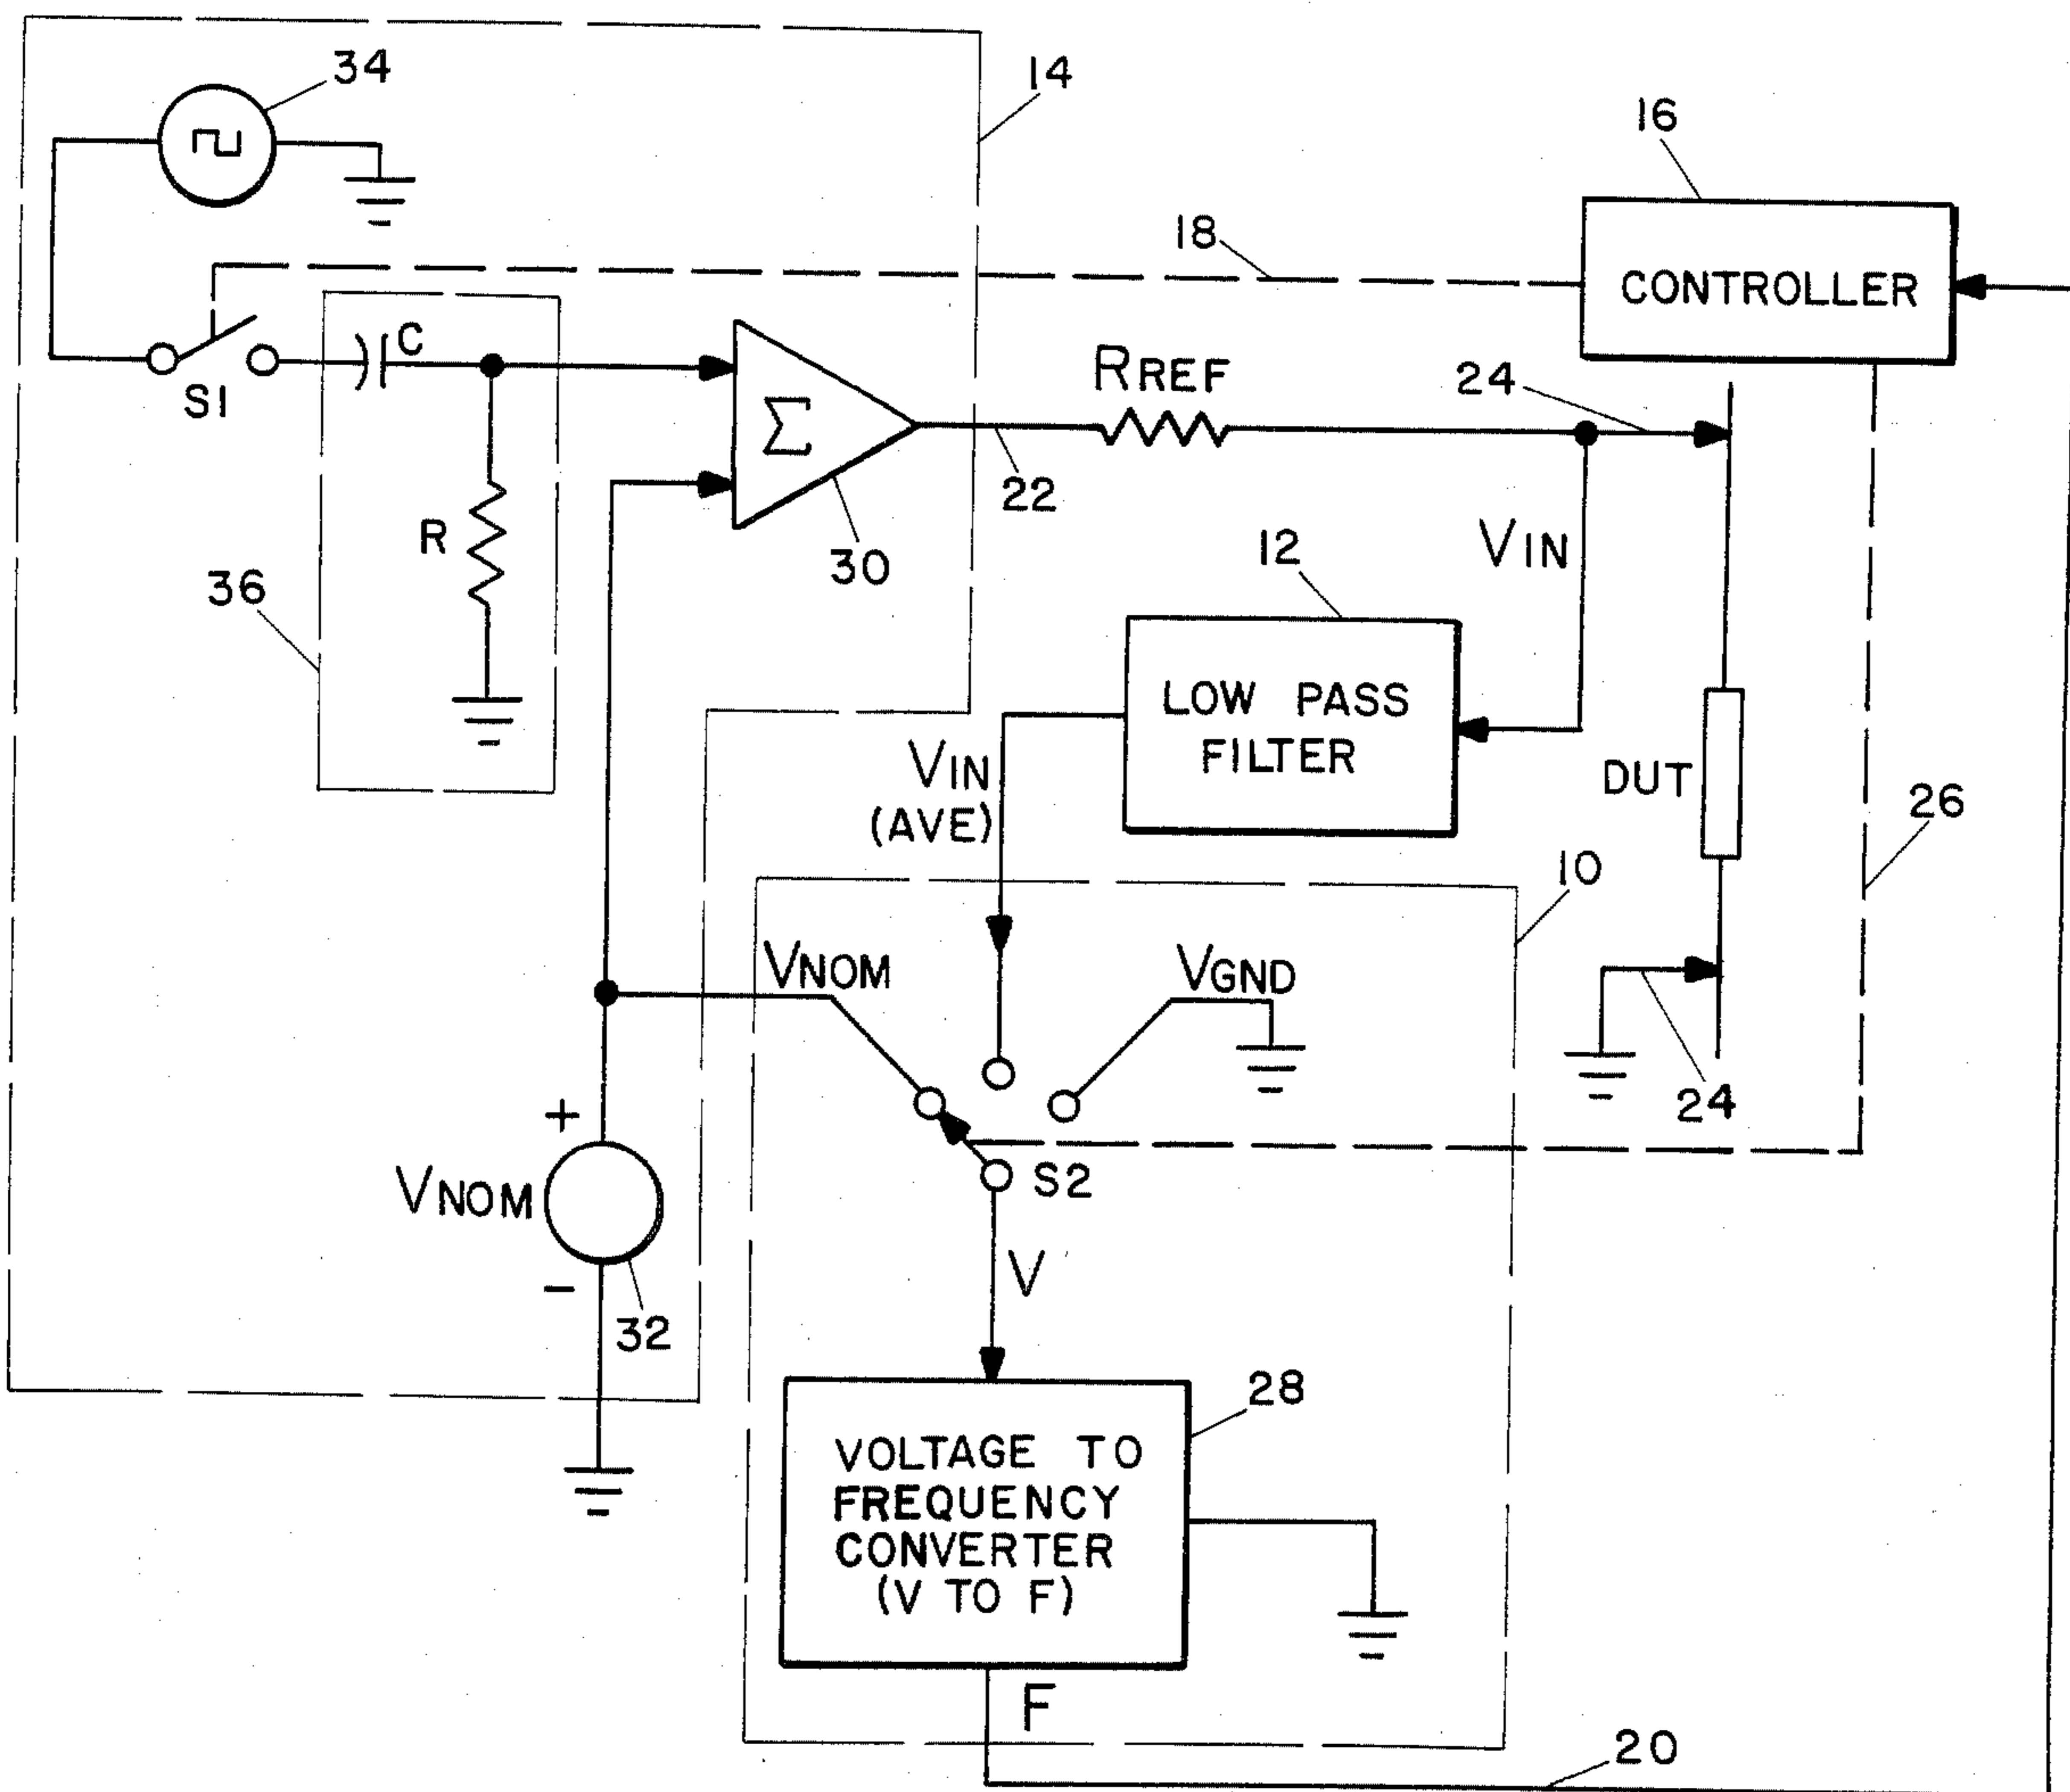 34
14
16
18
CONTROLLER
C
S1
Σ
RREF
24
22
R
30
VIN
12
36
LOW PASS
FILTER
VIN
(AVE)
DUT
26
10
VNOM
VGND
24
+
VNOM
S2
-
V
32
28
VOLTAGE TO
FREQUENCY
CONVERTER
(V TO F)
F
20